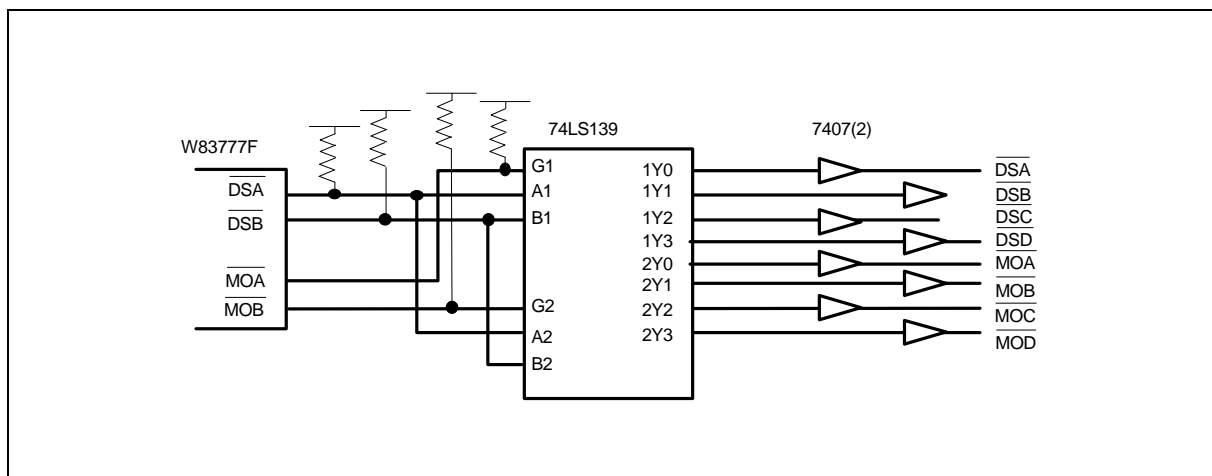 74LS139
7407(2)
W83777F
DSA
DSB
MOA
MOB
G1
A1
B1
G2
A2
B2
1Y0
1Y1
1Y2
1Y3
2Y0
2Y1
2Y2
2Y3
DSA
DSB
DSC
DSD
MOA
MOB
MOC
MOD